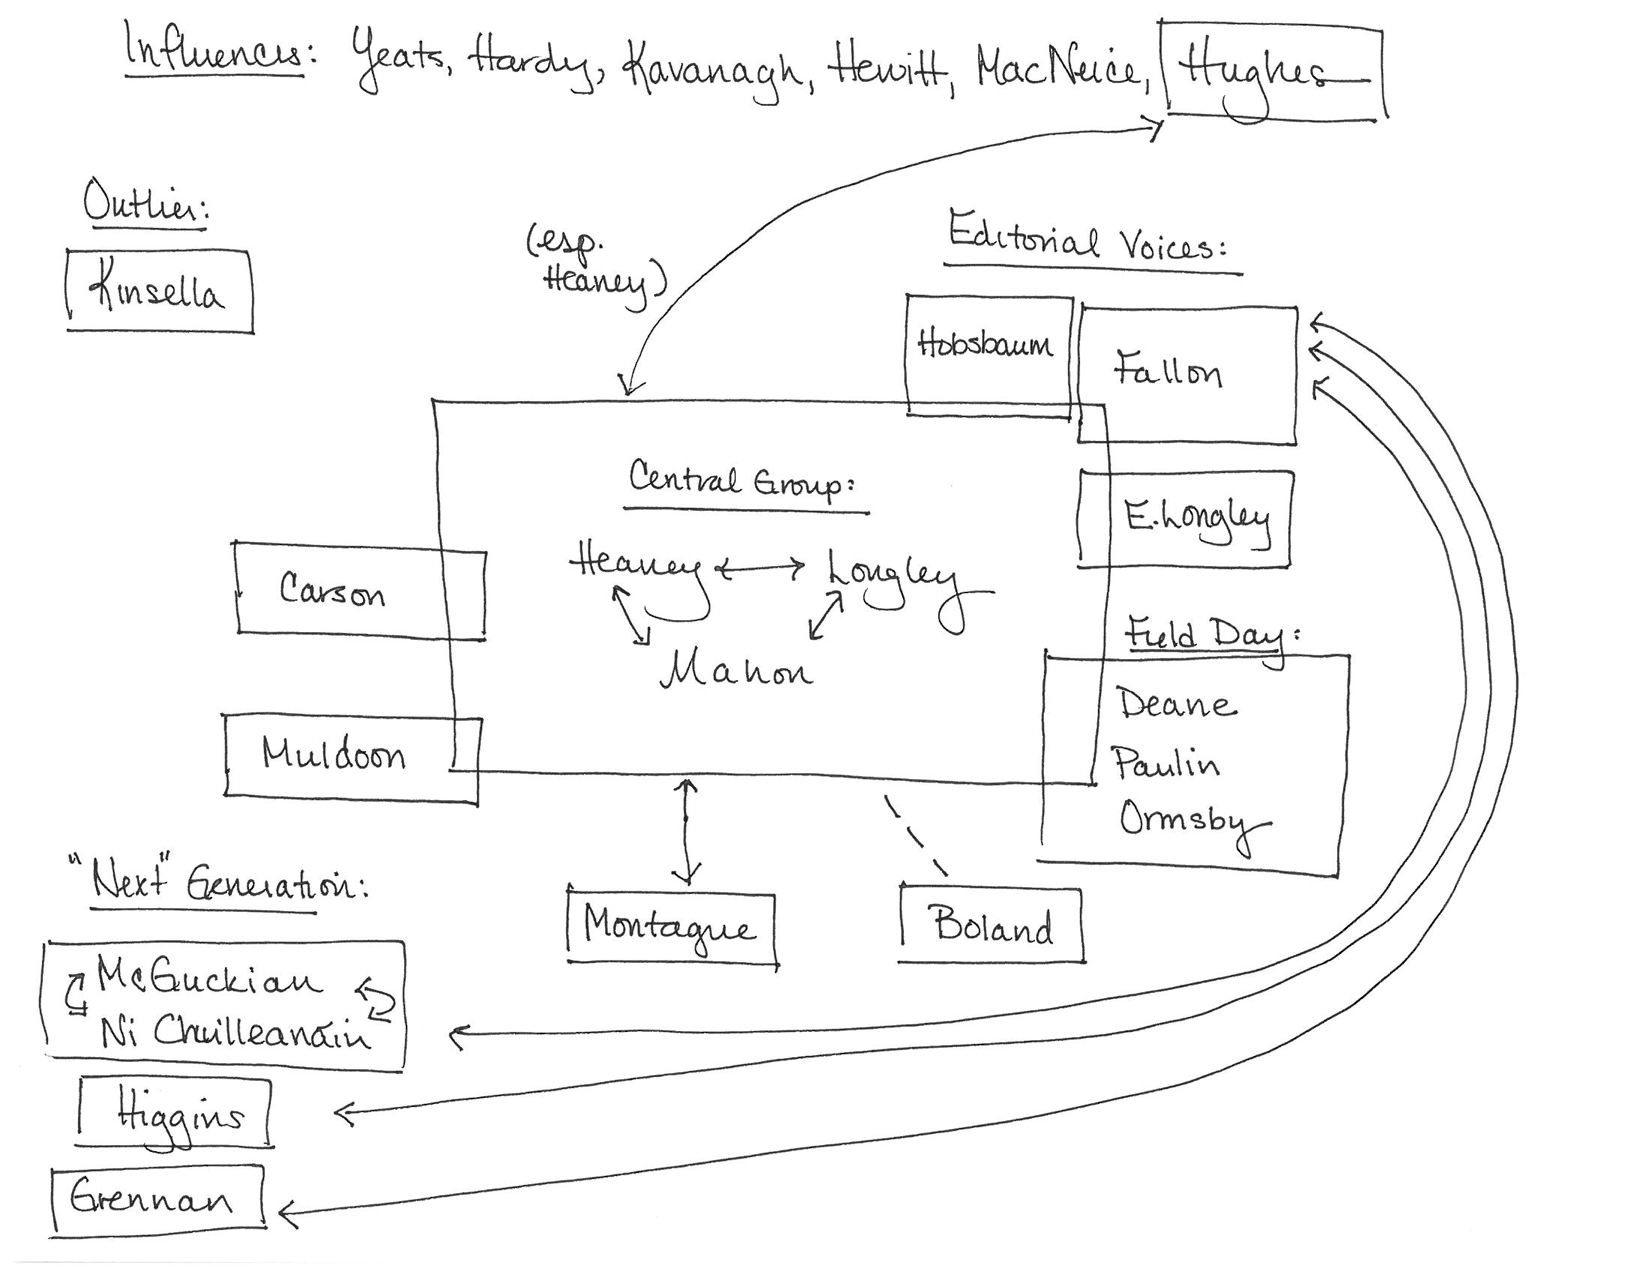 Influences: Yeats, Hardy, Kavanagh, Hewitt, MacNeice, Hughes
Outlier:
Kinsella
(esp.
Heaney)
Editorial Voices:
Hobsbaum
Fallon
E. Longley
Central Group:
Heaney Longley
Mahon
Carson
Muldoon
Field Day:
Deane
Paulin
Ormsby
Montague
Boland
"Next" Generation:
McGuckian
Ni Chuilleanáin
Higgins
Grennan